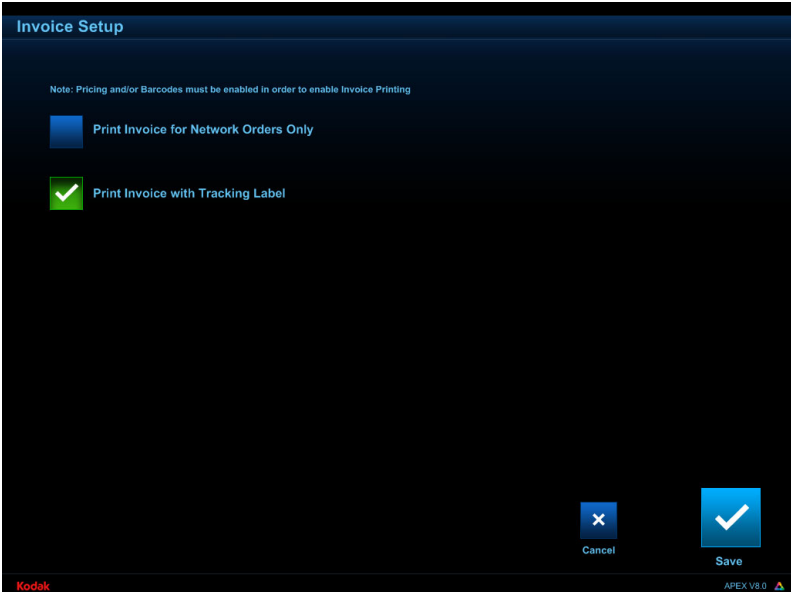 Invoice Setup
Note: Pricing and/or Barcodes must be enabled in order to enable Invoice Printing
Print Invoice for Network Orders Only
Print Invoice with Tracking Label
Cancel
Save
Kodak
APEX V8.0